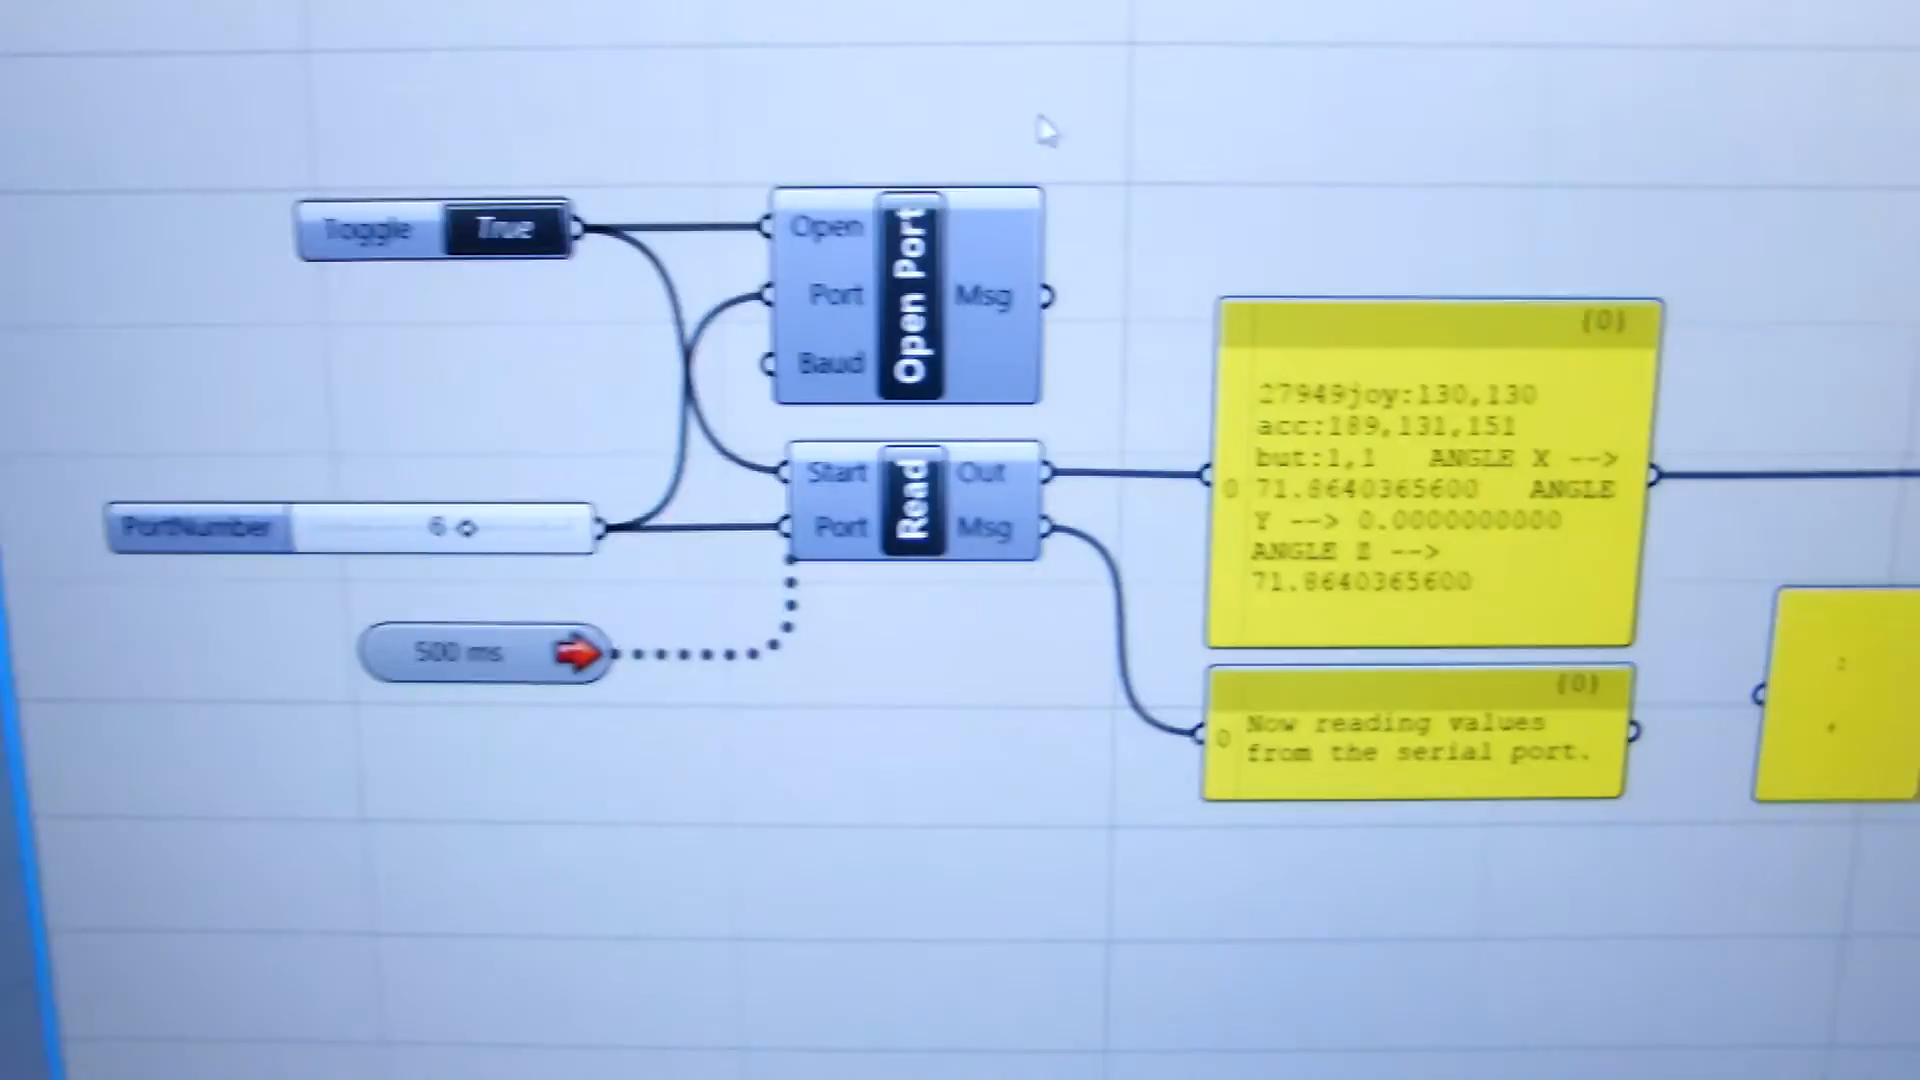 Toggle True
Open
Port
Baud
Open Port
Msg
PortNumber 6
Start
Port
Read
Out
Msg
500 ms
{0}
0
27949joy:130,130
acc:189,131,151
but:1,1 ANGLE X -->
71.8640365600 ANGLE
Y --> 0.0000000000
ANGLE Z -->
71.8640365600
{0}
0
Now reading values
from the serial port.